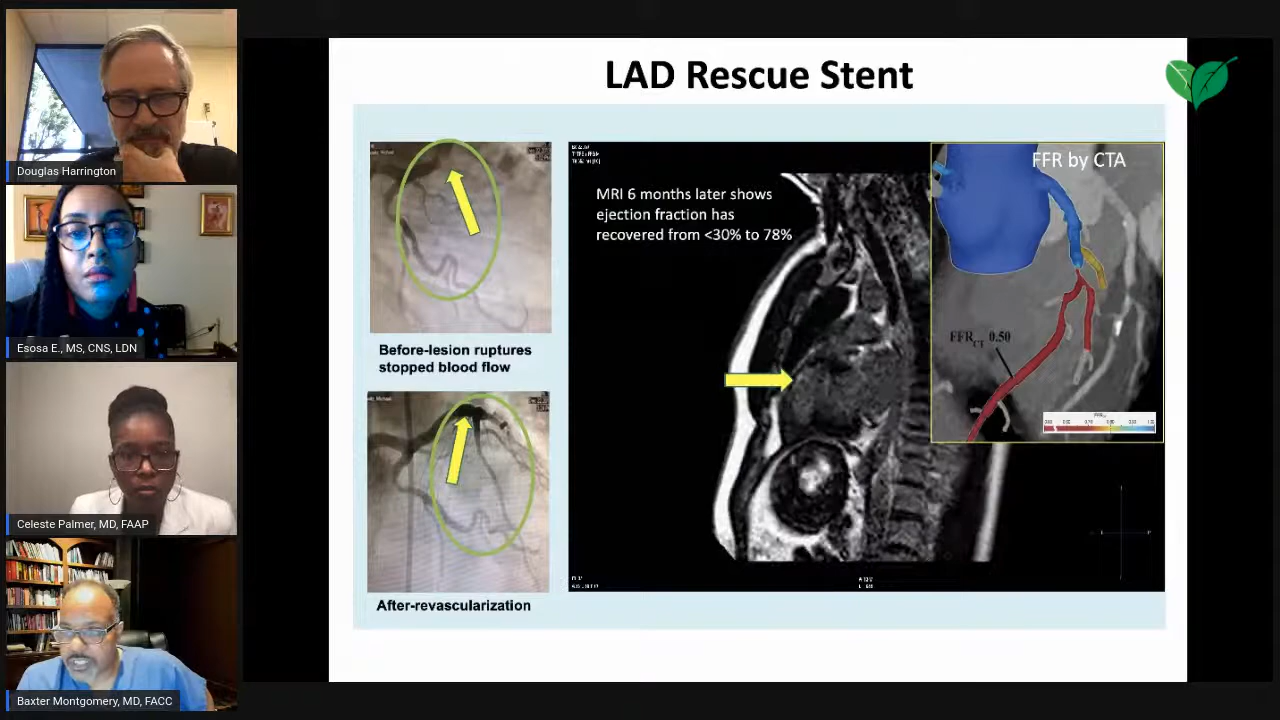 LAD Rescue Stent
Douglas Harrington
Esosa E., MS, CNS, LDN
Celeste Palmer, MD, FAAP
Baxter Montgomery, MD, FACC
Before-lesion ruptures
stopped blood flow
After-revascularization
MRI 6 months later shows
ejection fraction has
recovered from <30% to 78%
FFR by CTA
FFRCT 0.50